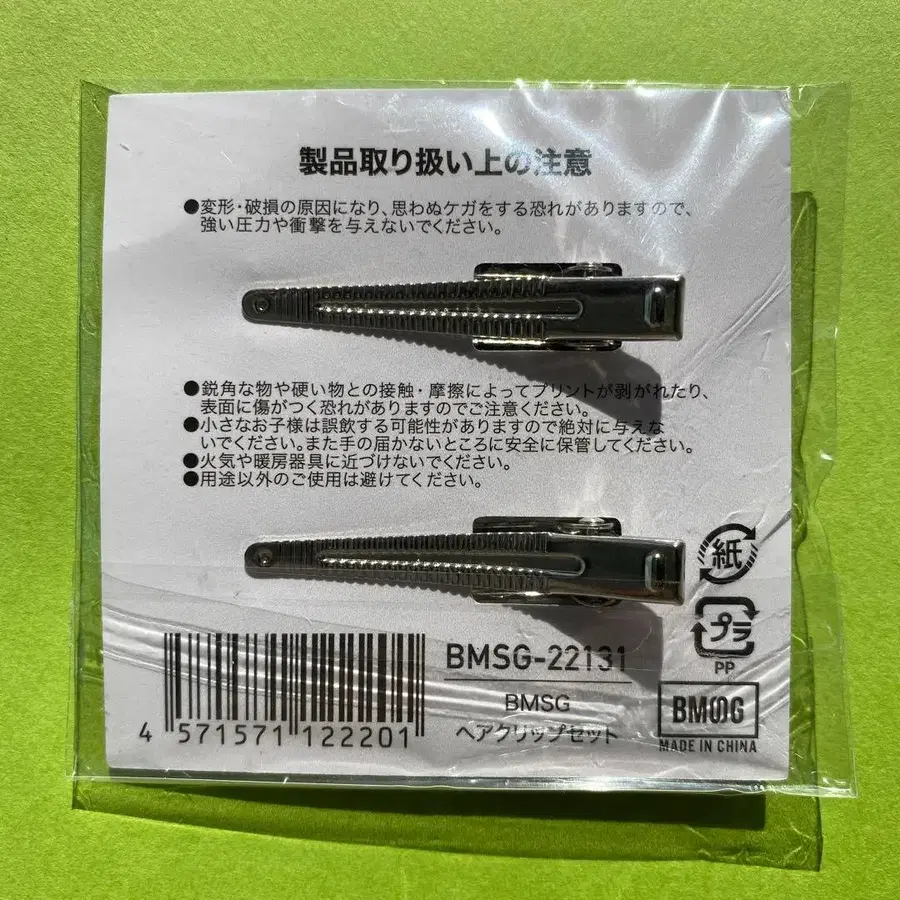 製品取り扱い上の注意
●変形・破損の原因になり、思わぬケガをする恐れがありますので、
強い圧力や衝撃を与えないでください。
●鋭角な物や硬い物との接触・摩擦によってプリントが剥がれたり、
表面に傷がつく恐れがありますのでご注意ください。
●小さなお子様は誤飲する可能性がありますので絶対に与えな
いでください。また手の届かないところに安全に保管してください。
●火気や暖房器具に近づけないでください。
●用途以外のご使用は避けてください。
紙
プラ
PP
BMSG-22131
BMSG
ヘアクリップセット
BMSG
MADE IN CHINA
4 571571 122201